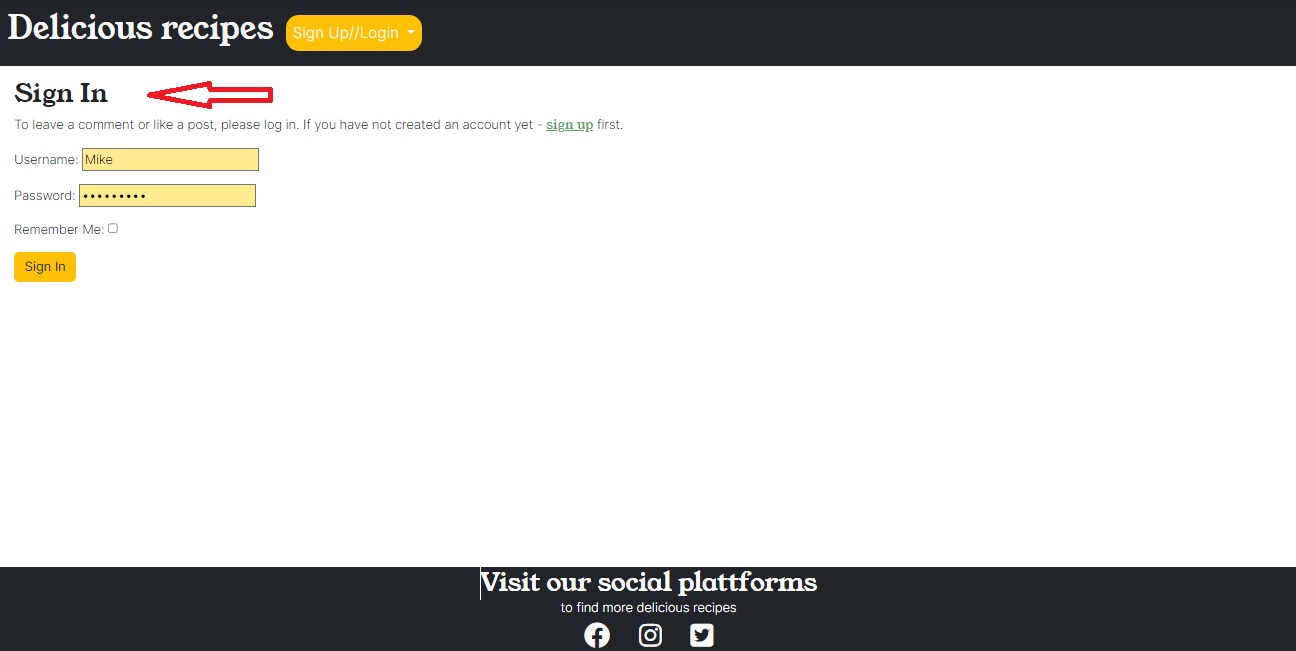 Delicious recipes
Sign Up//Login
Sign In
To leave a comment or like a post, please log in. If you have not created an account yet - sign up first.
Username: Mike
Password: •••••••••
Remember Me:
Sign In
Visit our social plattforms
to find more delicious recipes